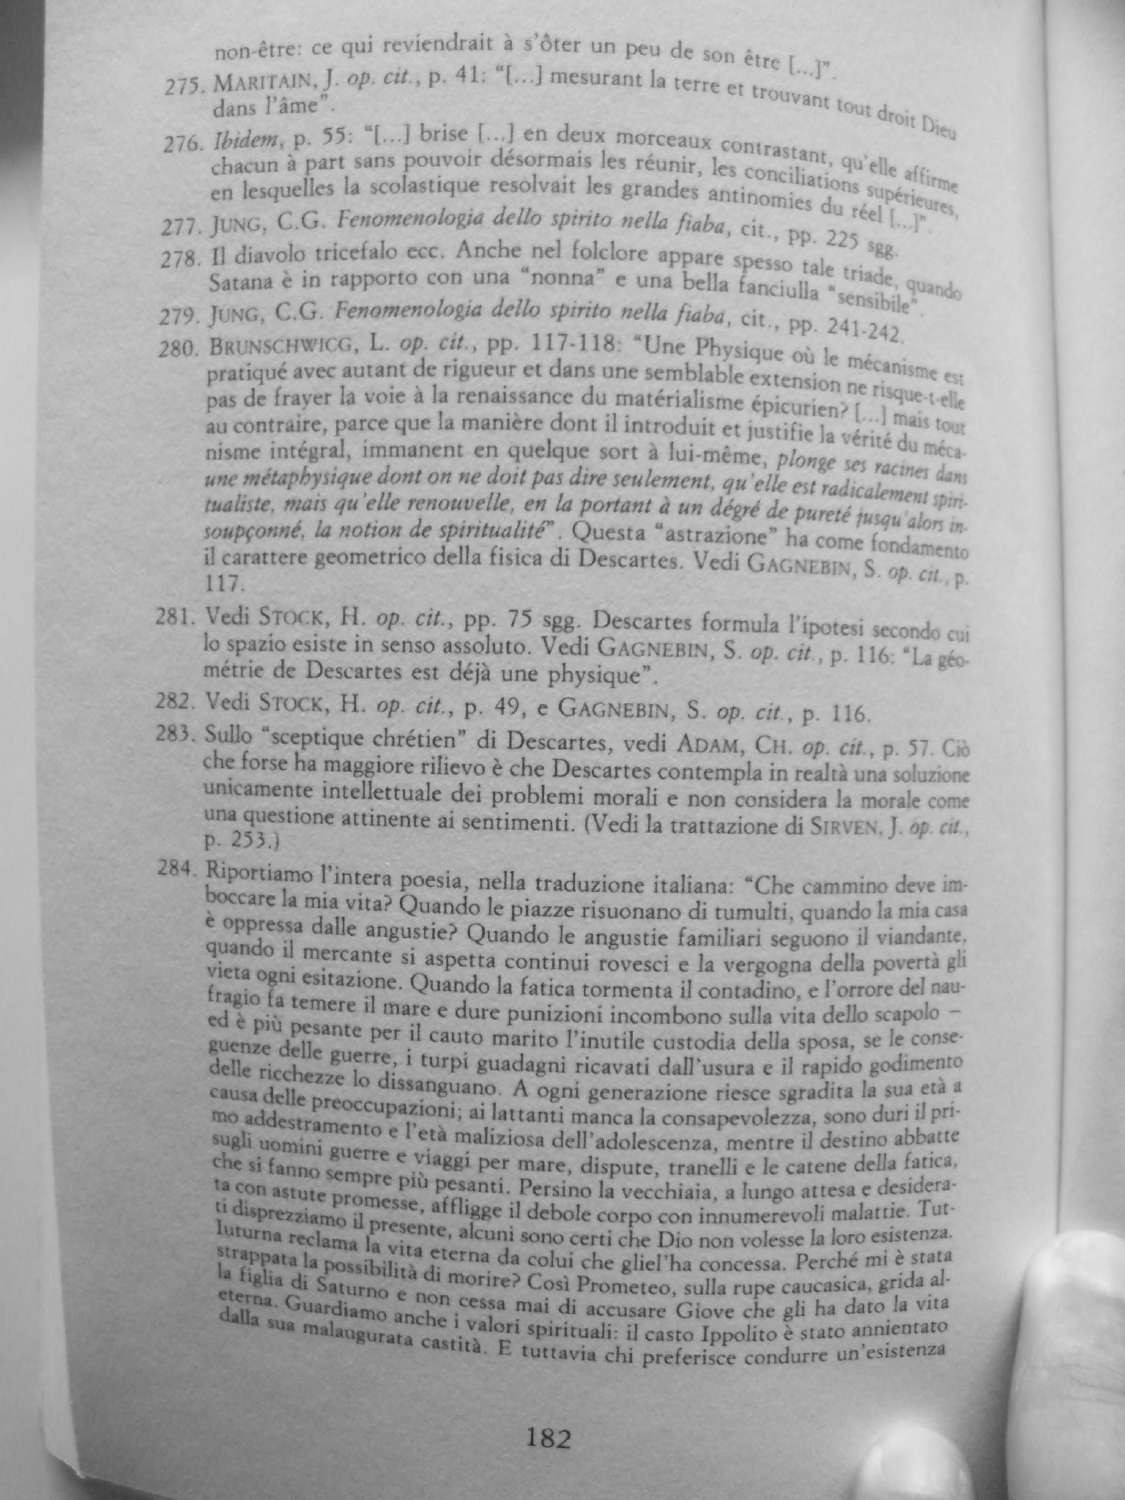 non-être: ce qui reviendrait à s'ôter un peu de son être [...]".
275. MARITAIN, J. op. cit., p. 41: "[...] mesurant la terre et trouvant tout droit Dieu
dans l'âme".
276. Ibidem, p. 55: "[...] brise [...] en deux morceaux contrastant, qu'elle affirme
chacun à part sans pouvoir désormais les réunir, les conciliations supérieures,
en lesquelles la scolastique resolvait les grandes antinomies du réel [...]".
277. JUNG, C.G. Fenomenologia dello spirito nella fiaba, cit., pp. 225 sgg.
278. Il diavolo tricefalo ecc. Anche nel folclore appare spesso tale triade, quando
Satana è in rapporto con una "nonna" e una bella fanciulla "sensibile".
279. JUNG, C.G. Fenomenologia dello spirito nella fiaba, cit., pp. 241-242.
280. BRUNSCHWICG, L. op. cit., pp. 117-118: "Une Physique où le mécanisme est
pratiqué avec autant de rigueur et dans une semblable extension ne risque-t-elle
pas de frayer la voie à la renaissance du matérialisme épicurien? [...] mais tout
au contraire, parce que la manière dont il introduit et justifie la vérité du méca-
nisme intégral, immanent en quelque sort à lui-même, plonge ses racines dans
une métaphysique dont on ne doit pas dire seulement, qu'elle est radicalement spiri-
tualiste, mais qu'elle renouvelle, en la portant à un dégré de pureté jusqu'alors in-
soupçonné, la notion de spiritualité". Questa "astrazione" ha come fondamento
il carattere geometrico della fisica di Descartes. Vedi GAGNEBIN, S. op. cit., p.
117.
281. Vedi STOCK, H. op. cit., pp. 75 sgg. Descartes formula l'ipotesi secondo cui
lo spazio esiste in senso assoluto. Vedi GAGNEBIN, S. op. cit., p. 116: "La géo-
métrie de Descartes est déjà une physique".
282. Vedi STOCK, H. op. cit., p. 49, e GAGNEBIN, S. op. cit., p. 116.
283. Sullo "sceptique chrétien" di Descartes, vedi ADAM, CH. op. cit., p. 57. Ciò
che forse ha maggiore rilievo è che Descartes contempla in realtà una soluzione
unicamente intellettuale dei problemi morali e non considera la morale come
una questione attinente ai sentimenti. (Vedi la trattazione di SIRVEN, J. op. cit.,
p. 253.)
284. Riportiamo l'intera poesia, nella traduzione italiana: "Che cammino deve im-
boccare la mia vita? Quando le piazze risuonano di tumulti, quando la mia casa
è oppressa dalle angustie? Quando le angustie familiari seguono il viandante,
quando il mercante si aspetta continui rovesci e la vergogna della povertà gli
vieta ogni esitazione. Quando la fatica tormenta il contadino, e l'orrore del nau-
fragio fa temere il mare e dure punizioni incombono sulla vita dello scapolo –
ed è più pesante per il cauto marito l'inutile custodia della sposa, se le conse-
guenze delle guerre, i turpi guadagni ricavati dall'usura e il rapido godimento
delle ricchezze lo dissanguano. A ogni generazione riesce sgradita la sua età a
causa delle preoccupazioni; ai lattanti manca la consapevolezza, sono duri il pri-
mo addestramento e l'età maliziosa dell'adolescenza, mentre il destino abbatte
sugli uomini guerre e viaggi per mare, dispute, tranelli e le catene della fatica,
che si fanno sempre più pesanti. Persino la vecchiaia, a lungo attesa e desidera-
ta con astute promesse, affligge il debole corpo con innumerevoli malattie. Tut-
ti disprezziamo il presente, alcuni sono certi che Dio non volesse la loro esistenza.
Iuturna reclama la vita eterna da colui che gliel'ha concessa. Perché mi è stata
strappata la possibilità di morire? Così Prometeo, sulla rupe caucasica, grida al-
la figlia di Saturno e non cessa mai di accusare Giove che gli ha dato la vita
eterna. Guardiamo anche i valori spirituali: il casto Ippolito è stato annientato
dalla sua malaugurata castità. E tuttavia chi preferisce condurre un'esistenza
182